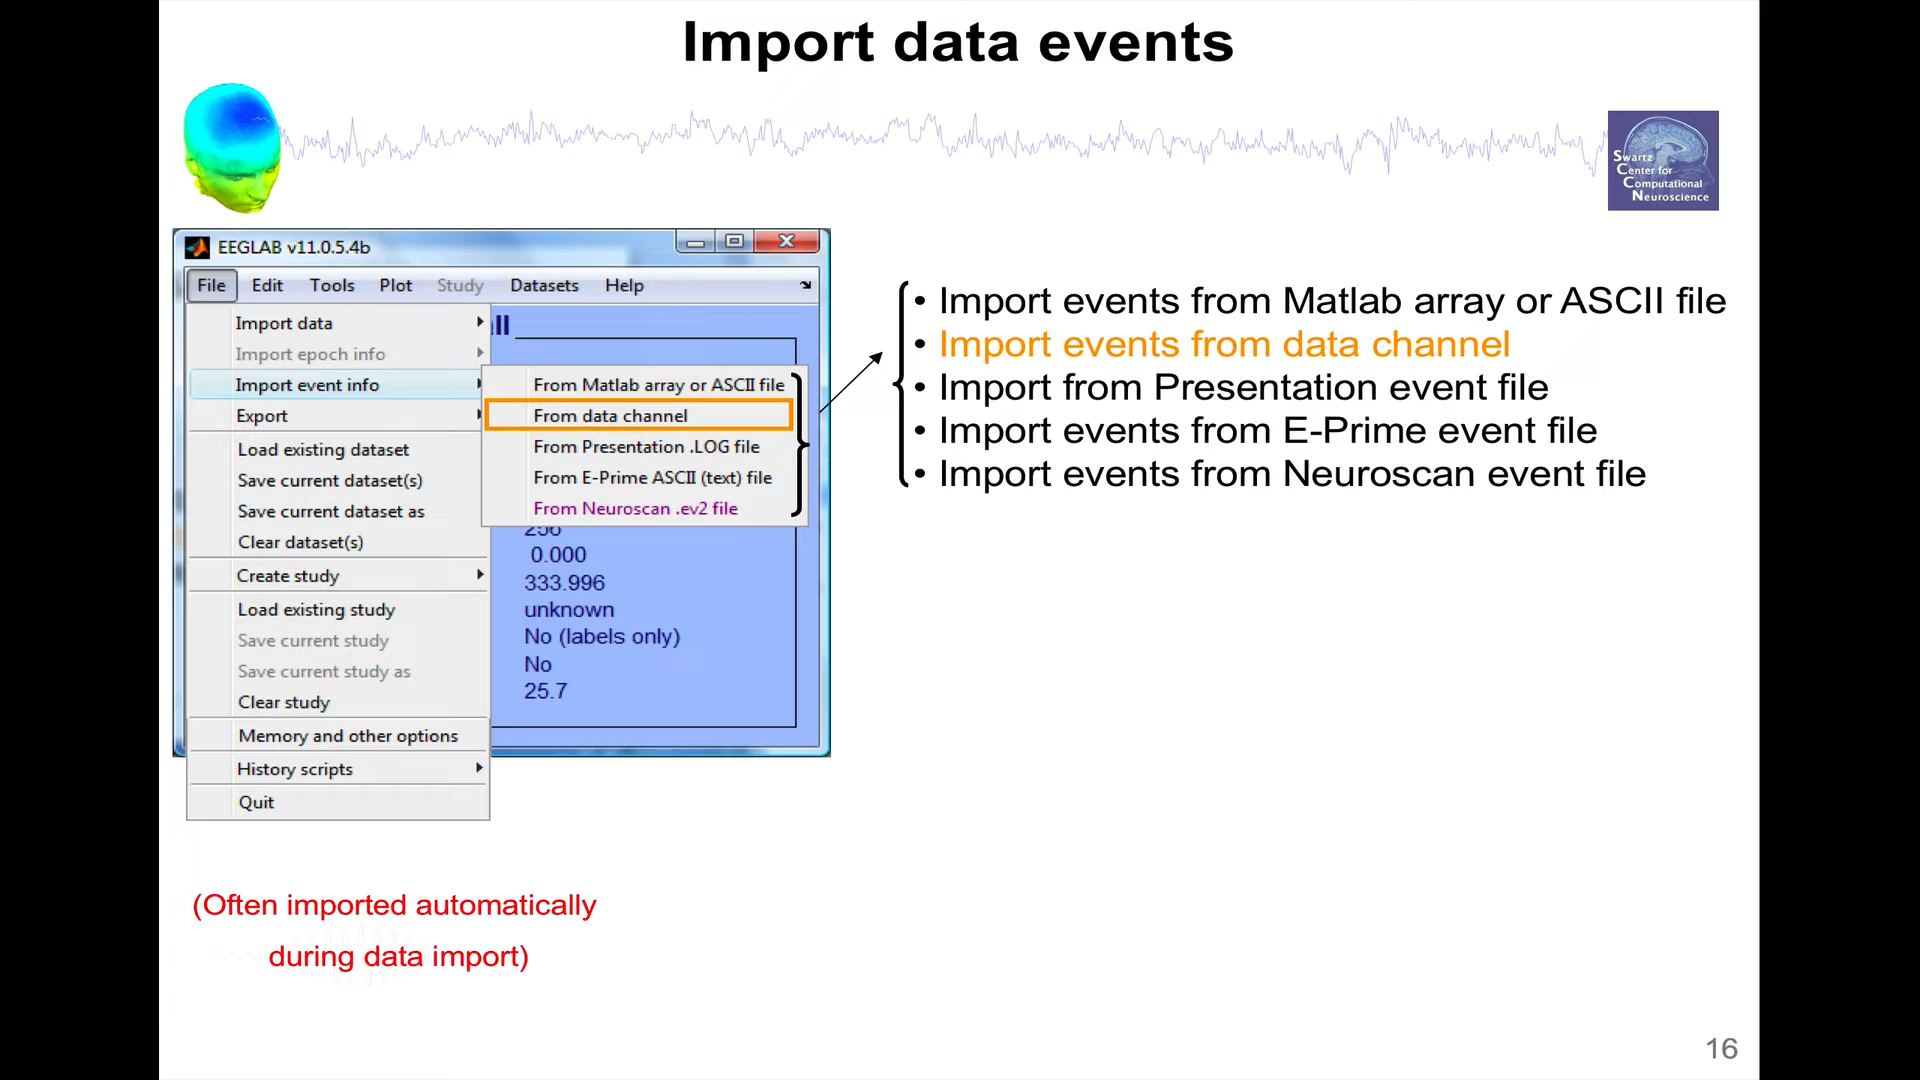 Import data events
Swartz
Center for
Computational
Neuroscience
EEGLAB v11.0.5.4b
File Edit Tools Plot Study Datasets Help
Import data
Import epoch info
Import event info
Export
Load existing dataset
Save current dataset(s)
Save current dataset as
Clear dataset(s)
Create study
Load existing study
Save current study
Save current study as
Clear study
Memory and other options
History scripts
Quit
From Matlab array or ASCII file
From data channel
From Presentation .LOG file
From E-Prime ASCII (text) file
From Neuroscan .ev2 file
256
0.000
333.996
unknown
No (labels only)
No
25.7
• Import events from Matlab array or ASCII file
• Import events from data channel
• Import from Presentation event file
• Import events from E-Prime event file
• Import events from Neuroscan event file
(Often imported automatically
during data import)
16